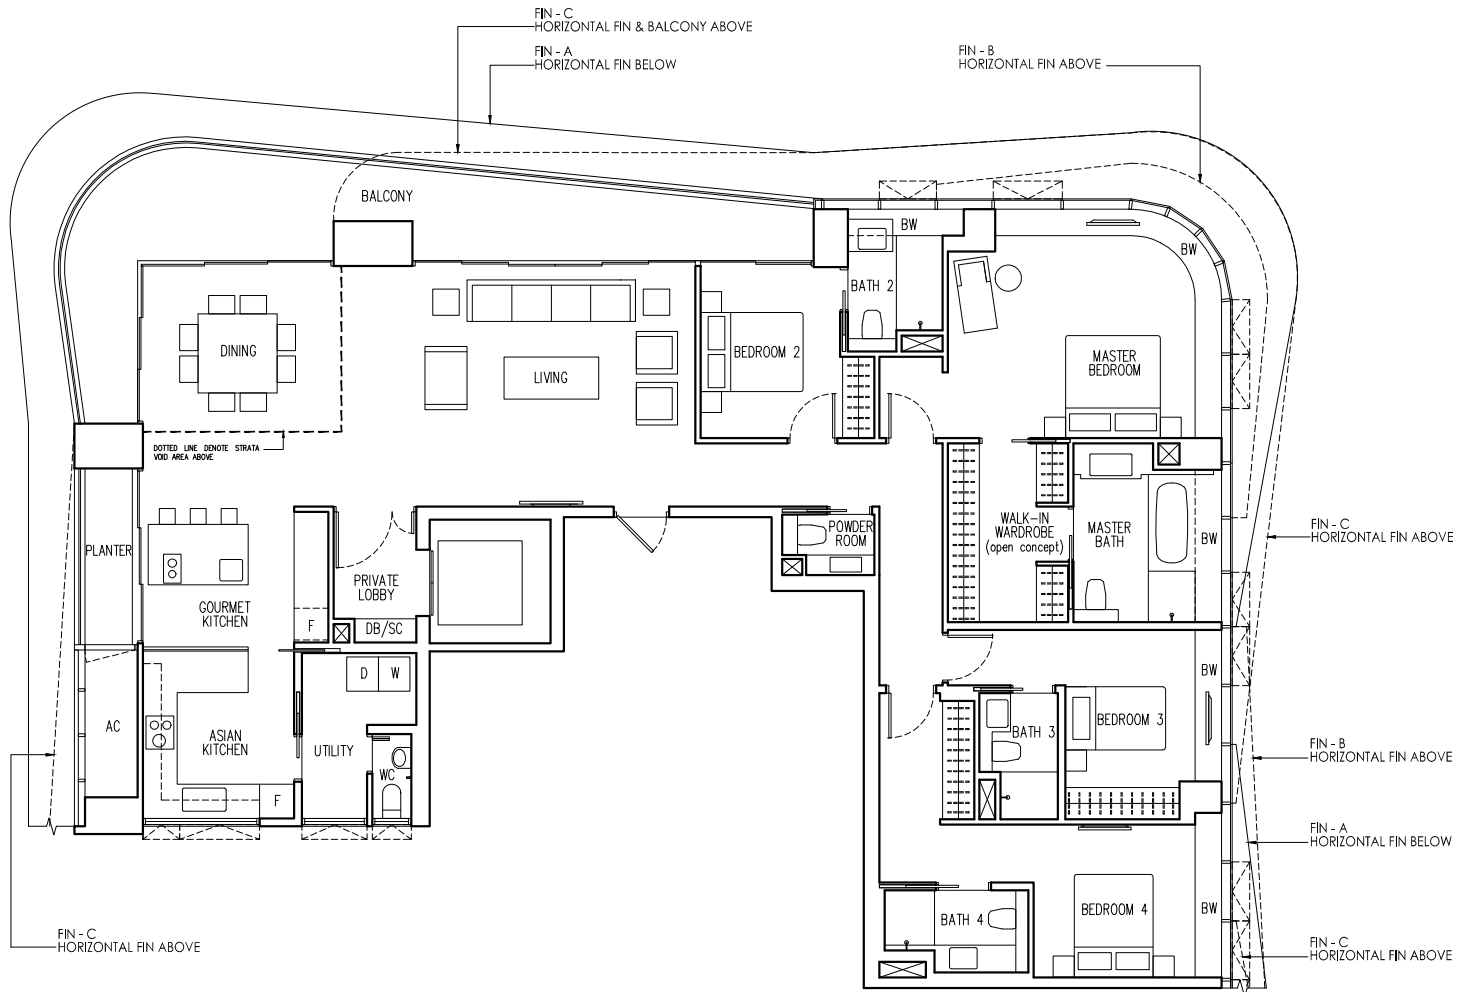 FIN - C
HORIZONTAL FIN & BALCONY ABOVE
FIN - A
HORIZONTAL FIN BELOW
FIN - B
HORIZONTAL FIN ABOVE
BALCONY
BW
BW
BATH 2
DINING
LIVING
BEDROOM 2
MASTER
BEDROOM
DOTTED LINE DENOTE STRATA
VOID AREA ABOVE
PLANTER
GOURMET
KITCHEN
F
PRIVATE
LOBBY
DB/SC
POWDER
ROOM
WALK-IN
WARDROBE
(open concept)
MASTER
BATH
BW
FIN - C
HORIZONTAL FIN ABOVE
D
W
AC
ASIAN
KITCHEN
UTILITY
WC
F
BATH 3
BEDROOM 3
BW
FIN - B
HORIZONTAL FIN ABOVE
FIN - A
HORIZONTAL FIN BELOW
BATH 4
BEDROOM 4
BW
FIN - C
HORIZONTAL FIN ABOVE
FIN - C
HORIZONTAL FIN ABOVE